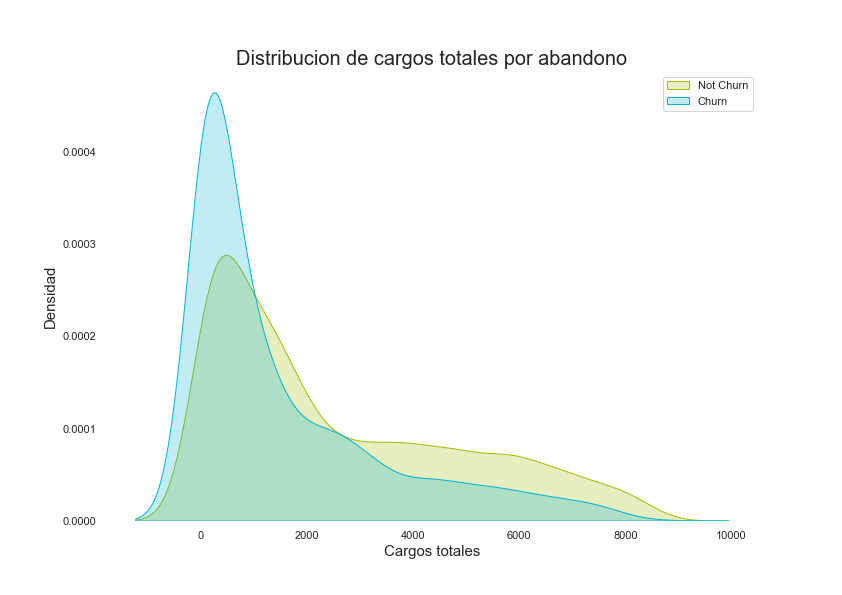 Distribucion de cargos totales por abandono
Not Churn
Churn
0.0004
0.0003
0.0002
0.0001
0.0000
Densidad
0
2000
4000
6000
8000
10000
Cargos totales